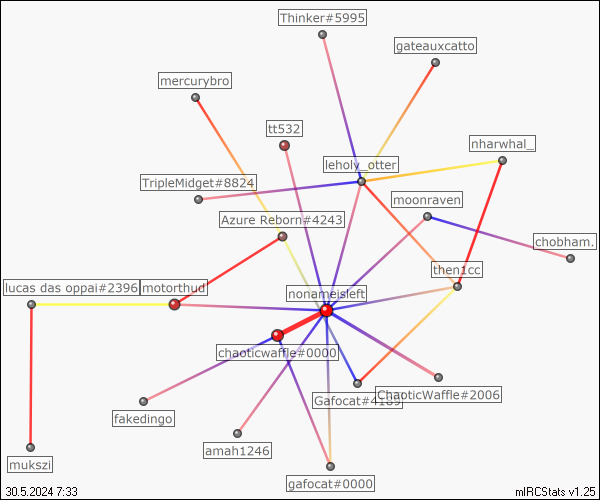 Thinker#5995
gateauxcatto
mercurybro
tt532
nharwhal_
leholy_otter
TripleMidget#8824
moonraven
Azure Reborn#4243
chobham.
then1cc
lucas das oppai#2396
motorthud
nonameisleft
chaoticwaffle#0000
Gafocat#4189
ChaoticWaffle#2006
fakedingo
amah1246
mukszi
gafocat#0000
30.5.2024 7:33
mIRCStats v1.25